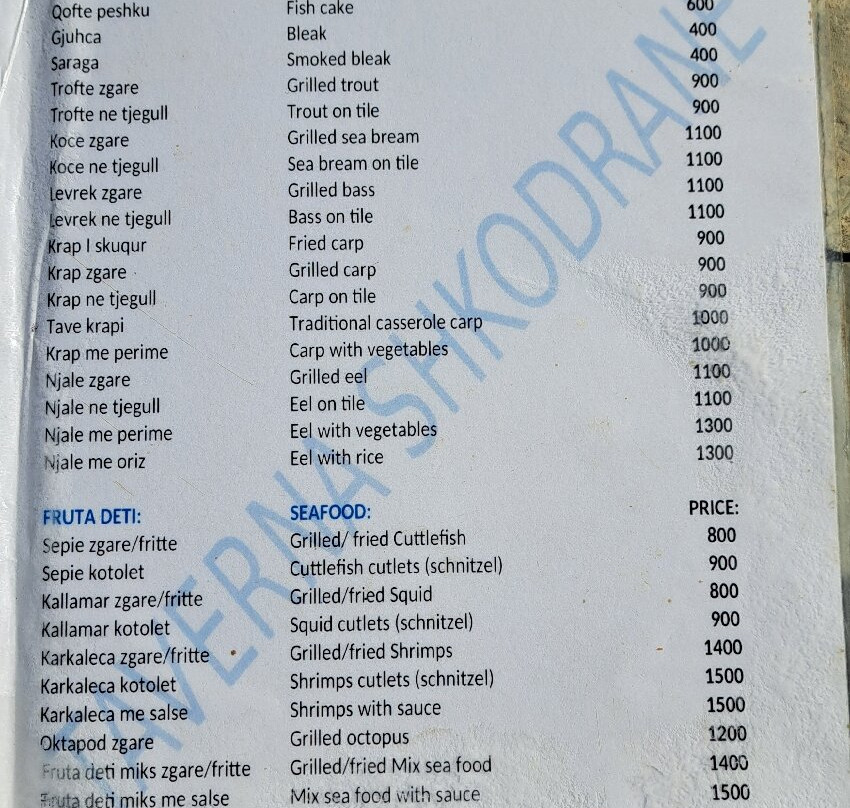 Qofte peshku Fish cake 600
Gjuhca Bleak 400
Saraga Smoked bleak 400
Trofte zgare Grilled trout 900
Trofte ne tjegull Trout on tile 900
Koce zgare Grilled sea bream 1100
Koce ne tjegull Sea bream on tile 1100
Levrek zgare Grilled bass 1100
Levrek ne tjegull Bass on tile 1100
Krap I skuqur Fried carp 900
Krap zgare Grilled carp 900
Krap ne tjegull Carp on tile 900
Tave krapi Traditional casserole carp 1000
Krap me perime Carp with vegetables 1000
Njale zgare Grilled eel 1100
Njale ne tjegull Eel on tile 1100
Njale me perime Eel with vegetables 1300
Njale me oriz Eel with rice 1300
FRUTA DETI: SEAFOOD: PRICE:
Sepie zgare/fritte Grilled/ fried Cuttlefish 800
Sepie kotolet Cuttlefish cutlets (schnitzel) 900
Kallamar zgare/fritte Grilled/fried Squid 800
Kallamar kotolet Squid cutlets (schnitzel) 900
Karkaleca zgare/fritte Grilled/fried Shrimps 1400
Karkaleca kotolet Shrimps cutlets (schnitzel) 1500
Karkaleca me salse Shrimps with sauce 1500
Oktapod zgare Grilled octopus 1200
Fruta deti miks zgare/fritte Grilled/fried Mix sea food 1400
Fruta deti miks me salse Mix sea food with sauce 1500
TAVERNA SHKODRANE